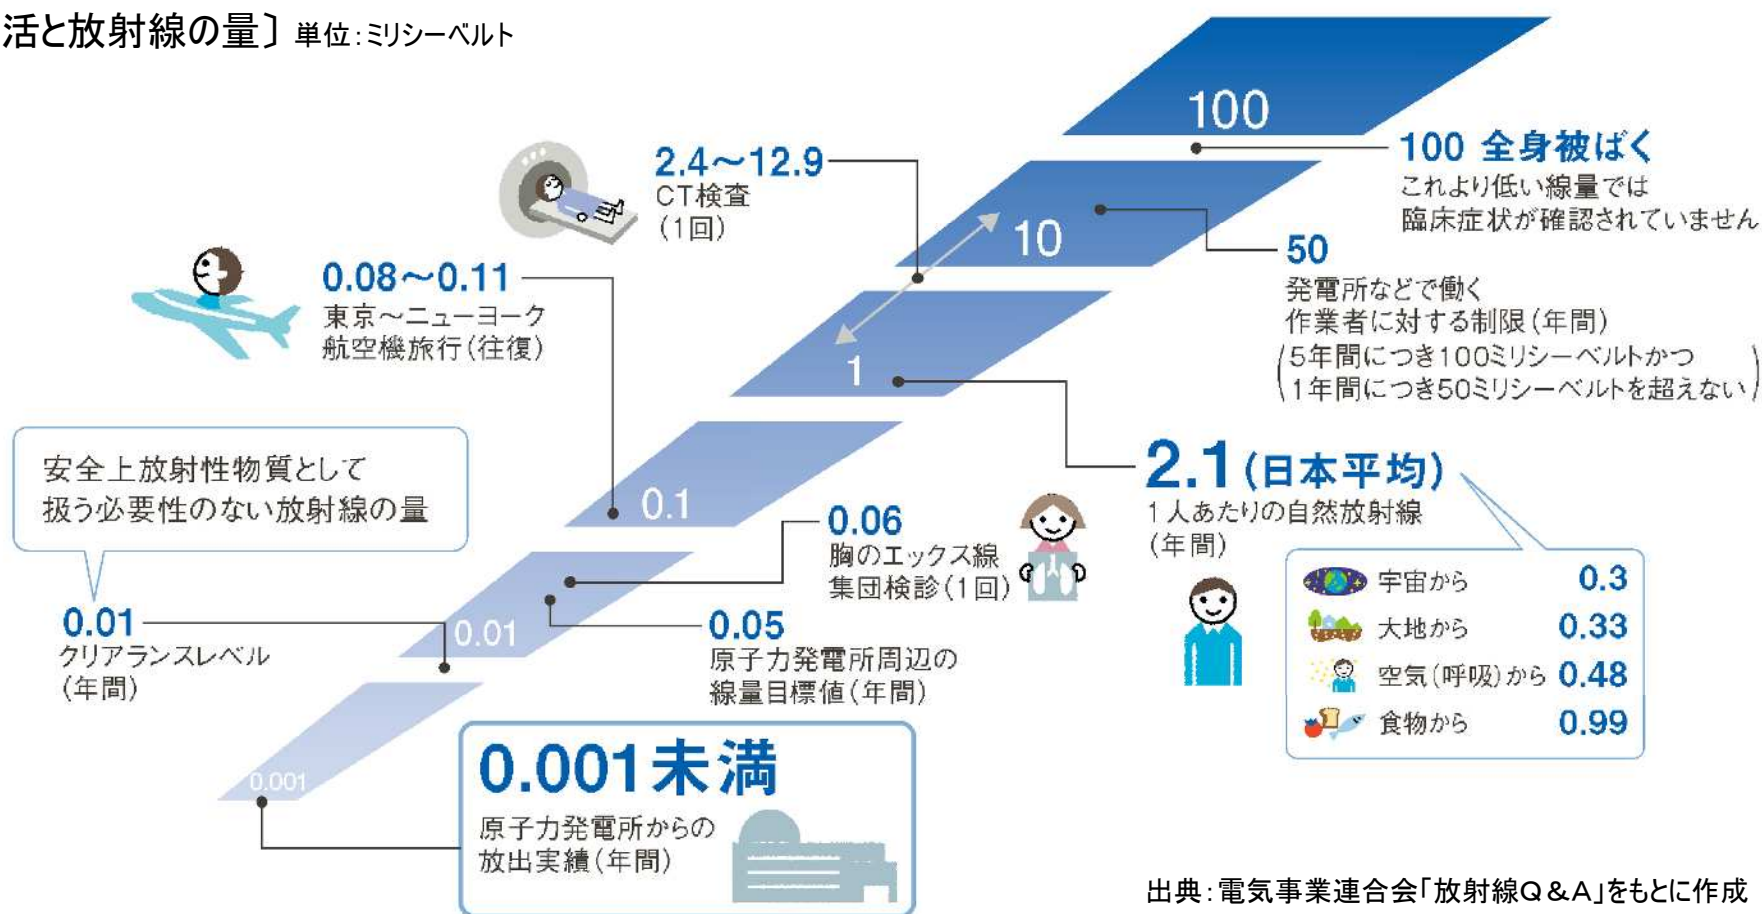 活と放射線の量〕 単位：ミリシーベルト
100
100 全身被ばく
これより低い線量では
臨床症状が確認されていません
2.4～12.9
CT検査
(1回)
10
50
発電所などで働く
作業者に対する制限(年間)
(5年間につき100ミリシーベルトかつ
1年間につき50ミリシーベルトを超えない)
0.08～0.11
東京～ニューヨーク
航空機旅行(往復)
1
2.1(日本平均)
1人あたりの自然放射線
(年間)
宇宙から 0.3
大地から 0.33
空気(呼吸)から 0.48
食物から 0.99
安全上放射性物質として
扱う必要性のない放射線の量
0.1
0.06
胸のエックス線
集団検診(1回)
0.01
クリアランスレベル
(年間)
0.01
0.05
原子力発電所周辺の
線量目標値(年間)
0.001
0.001未満
原子力発電所からの
放出実績(年間)
出典：電気事業連合会「放射線Q＆A」をもとに作成